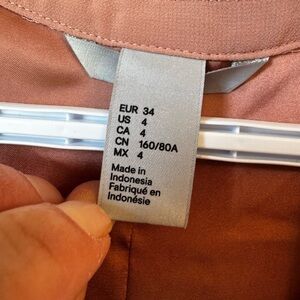 EUR 34
US 4
CA 4
CN 160/80A
MX 4
Made in
Indonesia
Fabriqué en
Indonésie